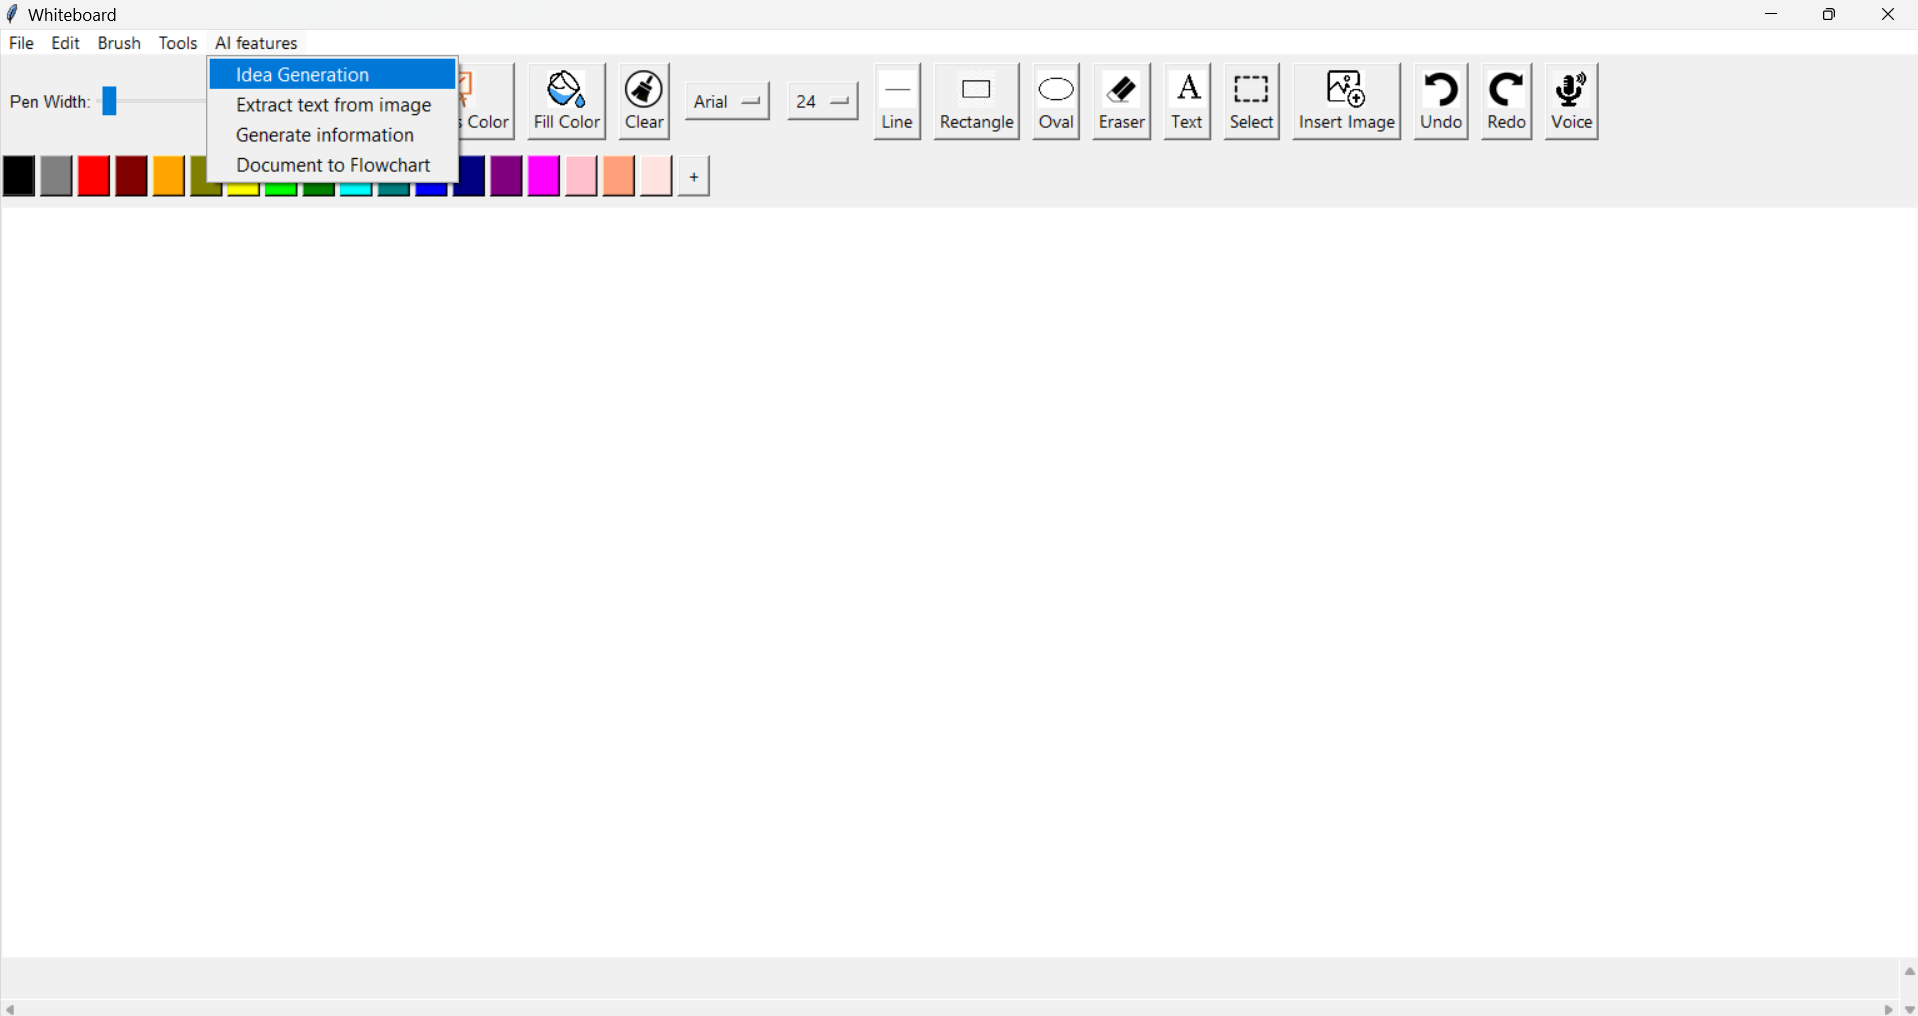 Whiteboard
File Edit Brush Tools AI features
Idea Generation
Extract text from image
Generate information
Document to Flowchart
Pen Width:
Color Fill Color Clear Arial 24 Line Rectangle Oval Eraser Text Select Insert Image Undo Redo Voice
+